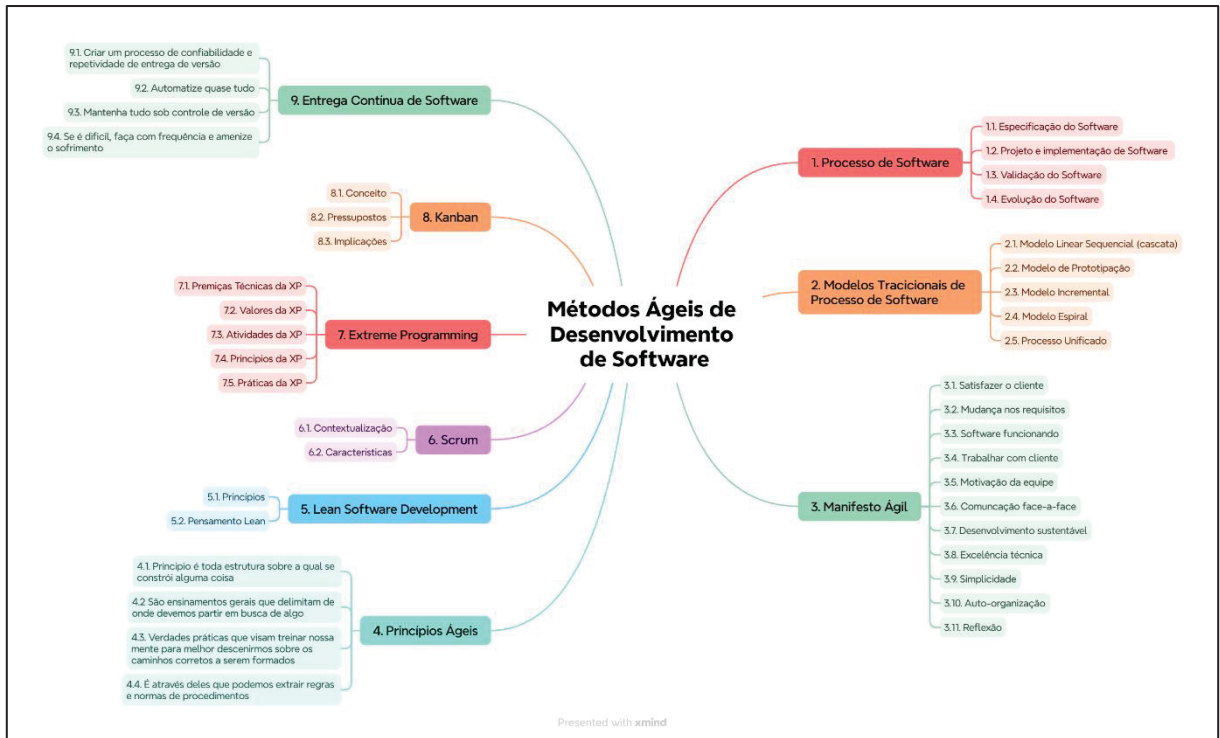 Métodos Ágeis de
Desenvolvimento
de Software
1. Processo de Software
1.1. Especificação do Software
1.2. Projeto e implementação de Software
1.3. Validação do Software
1.4. Evolução do Software
2. Modelos Tracicionais de
Processo de Software
2.1. Modelo Linear Sequencial (cascata)
2.2. Modelo de Prototipação
2.3. Modelo Incremental
2.4. Modelo Espiral
2.5. Processo Unificado
3. Manifesto Ágil
3.1. Satisfazer o cliente
3.2. Mudança nos requisitos
3.3. Software funcionando
3.4. Trabalhar com cliente
3.5. Motivação da equipe
3.6. Comuncação face-a-face
3.7. Desenvolvimento sustentável
3.8. Excelência técnica
3.9. Simplicidade
3.10. Auto-organização
3.11. Reflexão
4. Princípios Ágeis
4.1. Princípio é toda estrutura sobre a qual se
constrói alguma coisa
4.2 São ensinamentos gerais que delimitam de
onde devemos partir em busca de algo
4.3. Verdades práticas que visam treinar nossa
mente para melhor descenirmos sobre os
caminhos corretos a serem formados
4.4. É através deles que podemos extrair regras
e normas de procedimentos
5. Lean Software Development
5.1. Princípios
5.2. Pensamento Lean
6. Scrum
6.1. Contextualização
6.2. Características
7. Extreme Programming
7.1. Premiças Técnicas da XP
7.2. Valores da XP
7.3. Atividades da XP
7.4. Princípios da XP
7.5. Práticas da XP
8. Kanban
8.1. Conceito
8.2. Pressupostos
8.3. Implicações
9. Entrega Contínua de Software
9.1. Criar um processo de confiabilidade e
repetividade de entrega de versão
9.2. Automatize quase tudo
9.3. Mantenha tudo sob controle de versão
9.4. Se é difícil, faça com frequência e amenize
o sofrimento
Presented with xmind